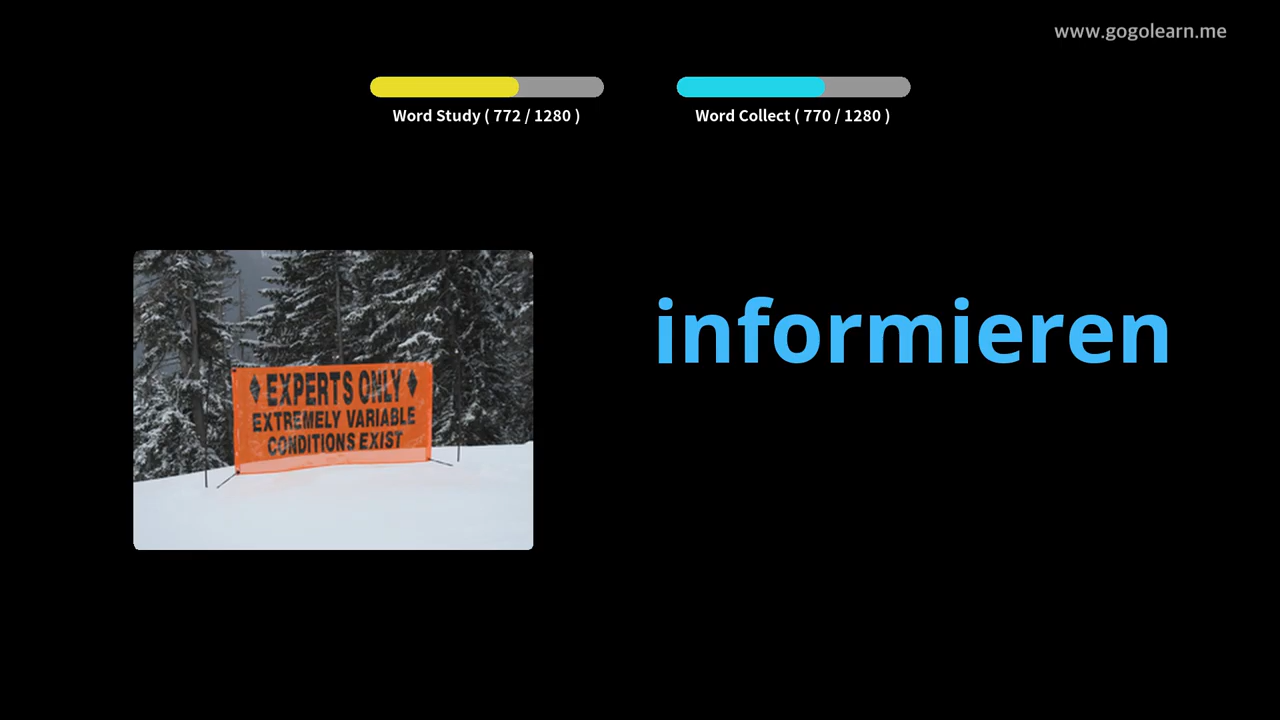 www.gogolearn.me
Word Study ( 772 / 1280 )
Word Collect ( 770 / 1280 )
informieren
EXPERTS ONLY
EXTREMELY VARIABLE
CONDITIONS EXIST